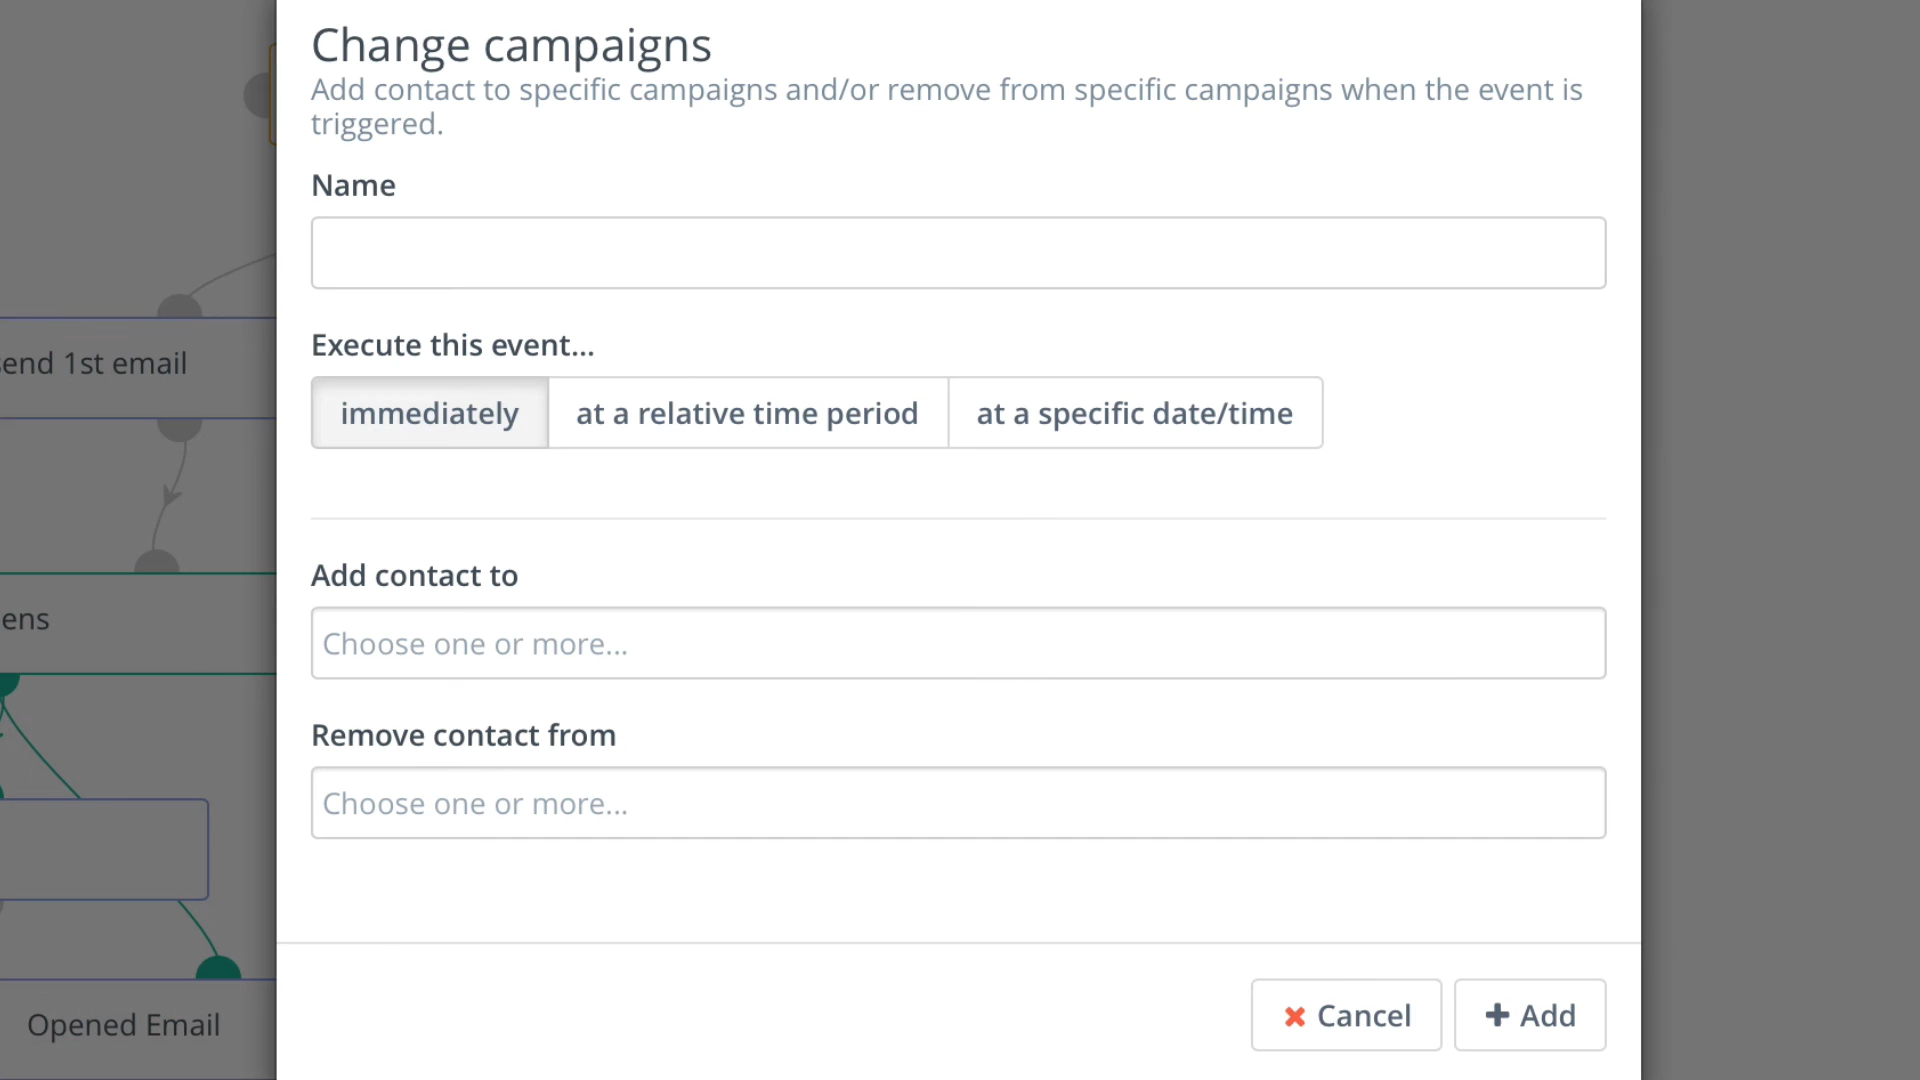 Change campaigns
Add contact to specific campaigns and/or remove from specific campaigns when the event is
triggered.
Name
Execute this event...
immediately
at a relative time period
at a specific date/time
Add contact to
Choose one or more...
Remove contact from
Choose one or more...
Cancel
Add
1st email
Opened Email